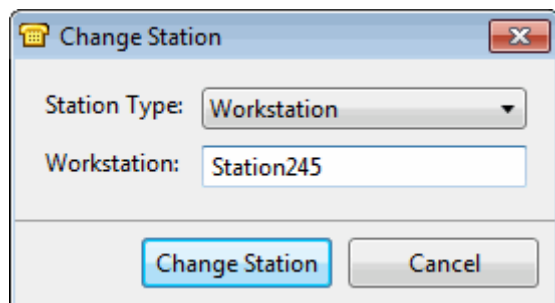 Change Station
Station Type: Workstation
Workstation: Station245
Change Station Cancel